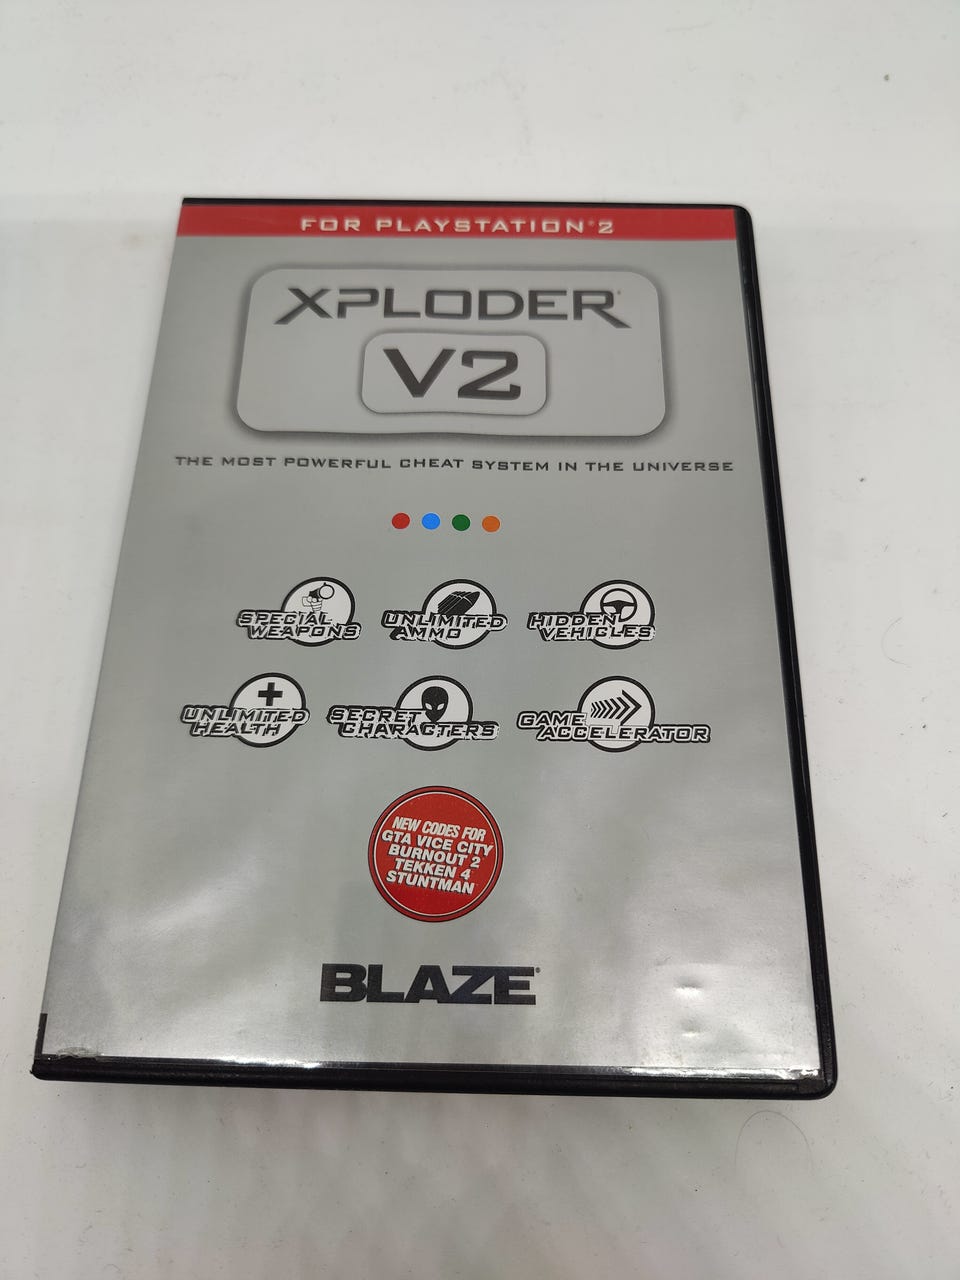 FOR PLAYSTATION®2
XPLODER®
V2
THE MOST POWERFUL CHEAT SYSTEM IN THE UNIVERSE
SPECIAL
WEAPONS
UNLIMITED
AMMO
HIDDEN
VEHICLES
UNLIMITED
HEALTH
SECRET
CHARACTERS
GAME
ACCELERATOR
NEW CODES FOR
GTA VICE CITY
BURNOUT 2
TEKKEN 4
STUNTMAN
BLAZE®